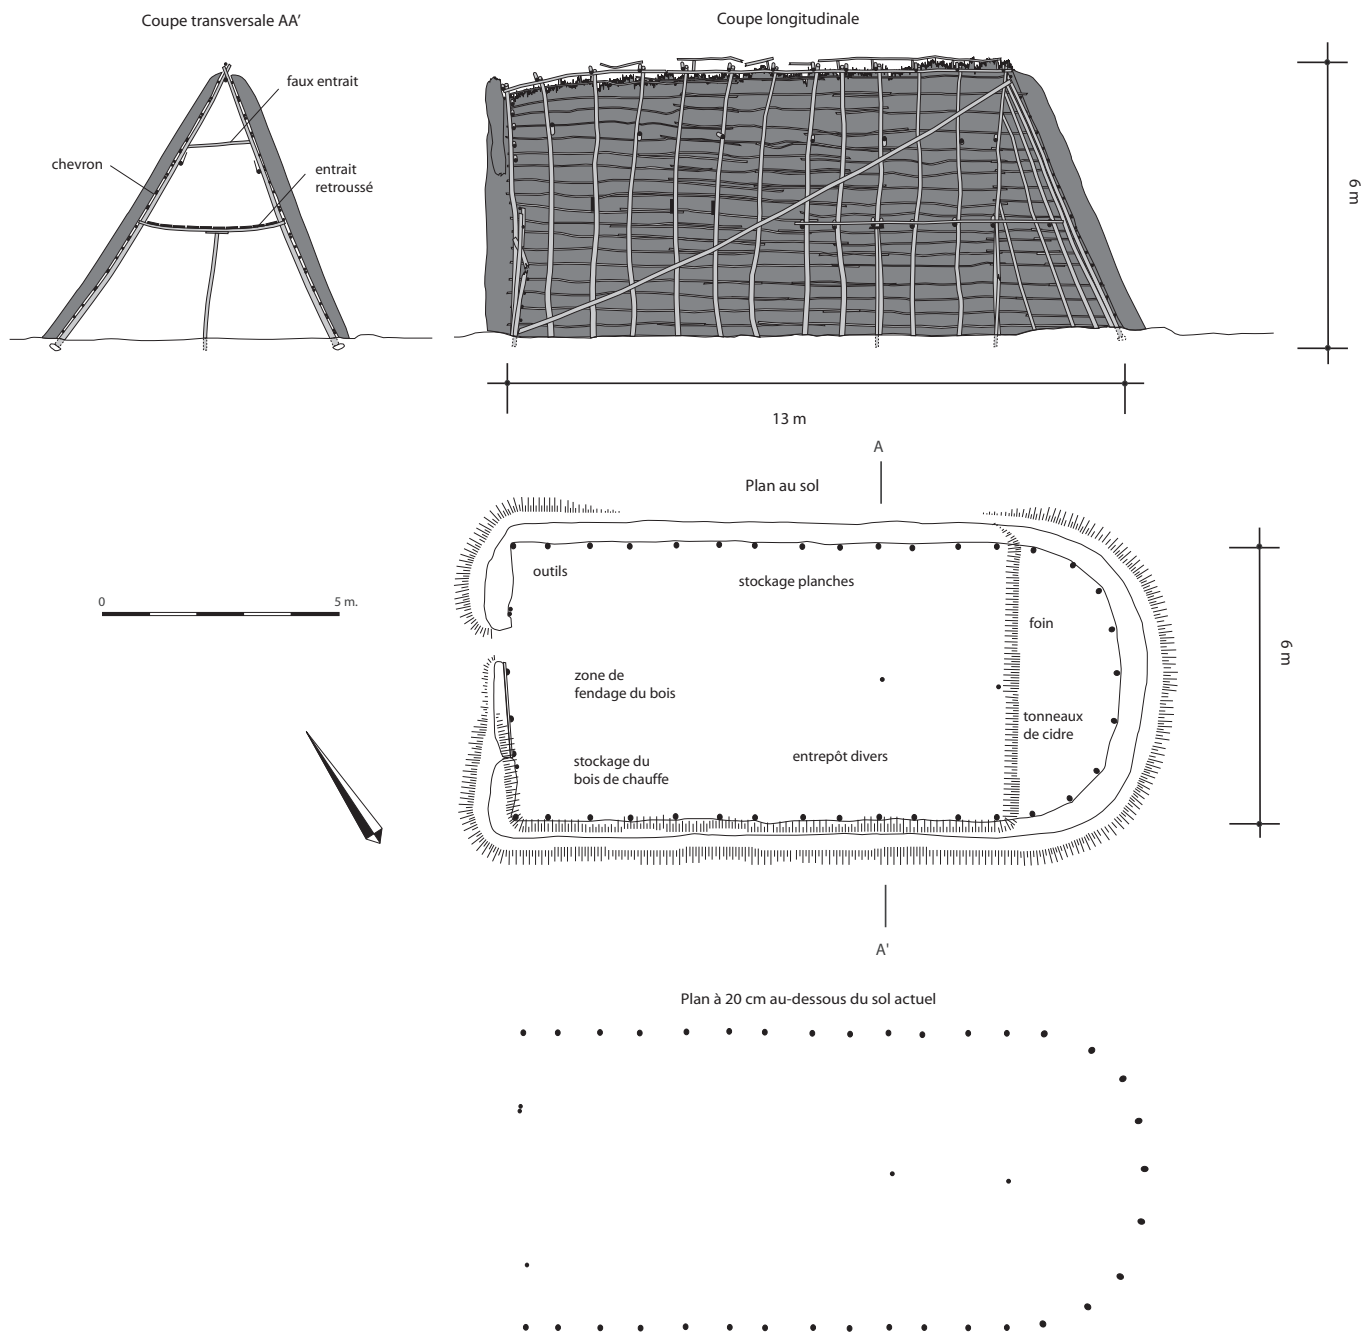 Coupe transversale AA’
Coupe longitudinale
faux entrait
chevron
entrait
retroussé
6 m
13 m
A
Plan au sol
outils
stockage planches
0
5 m.
foin
6 m
zone de
fendage du bois
tonneaux
de cidre
stockage du
bois de chauffe
entrepôt divers
A'
Plan à 20 cm au-dessous du sol actuel